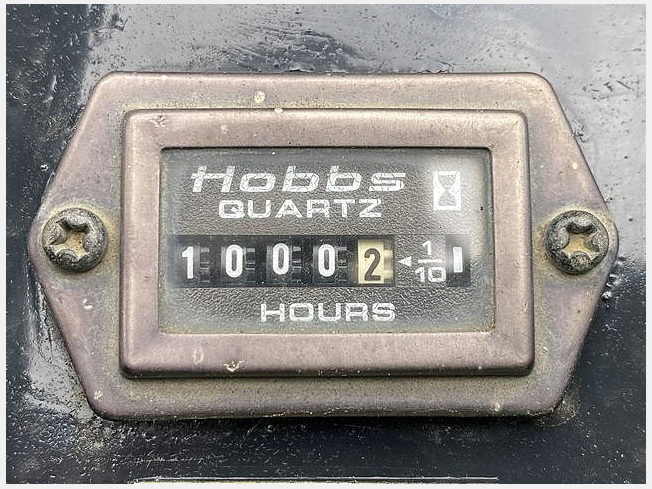 Hobbs
QUARTZ
1 0 0 0 2 ◄ 1/10
HOURS